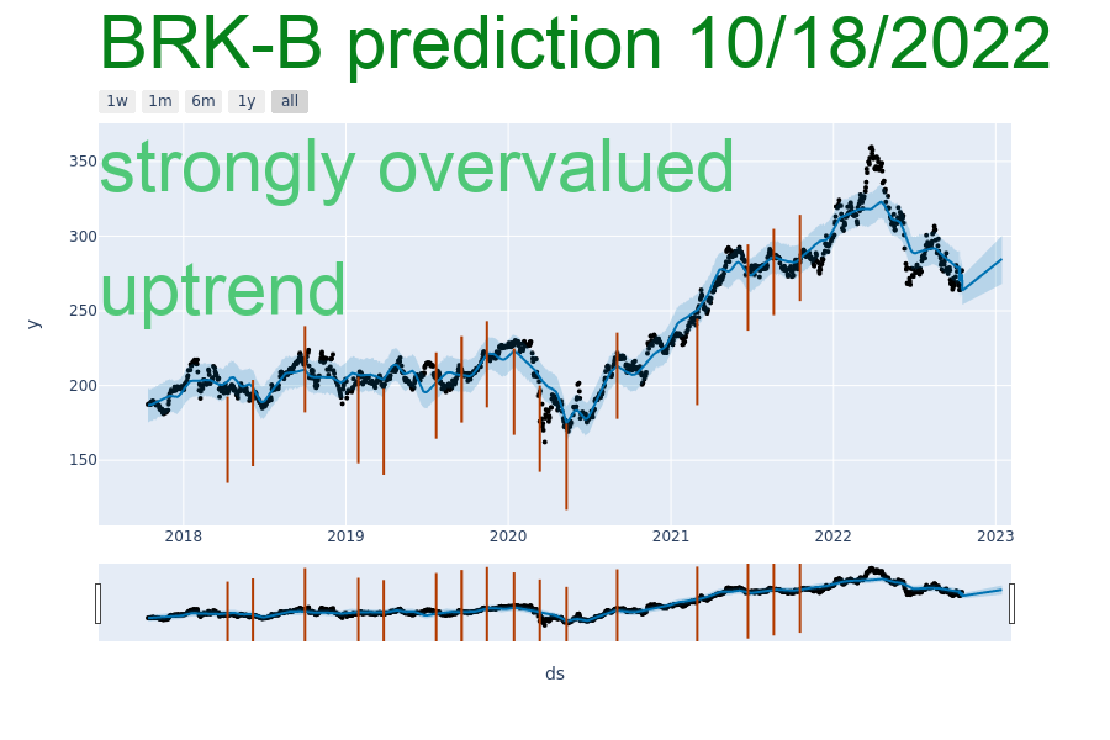 BRK-B prediction 10/18/2022
1w 1m 6m 1y all
strongly overvalued
uptrend
350
300
250
200
150
y
2018 2019 2020 2021 2022 2023
ds